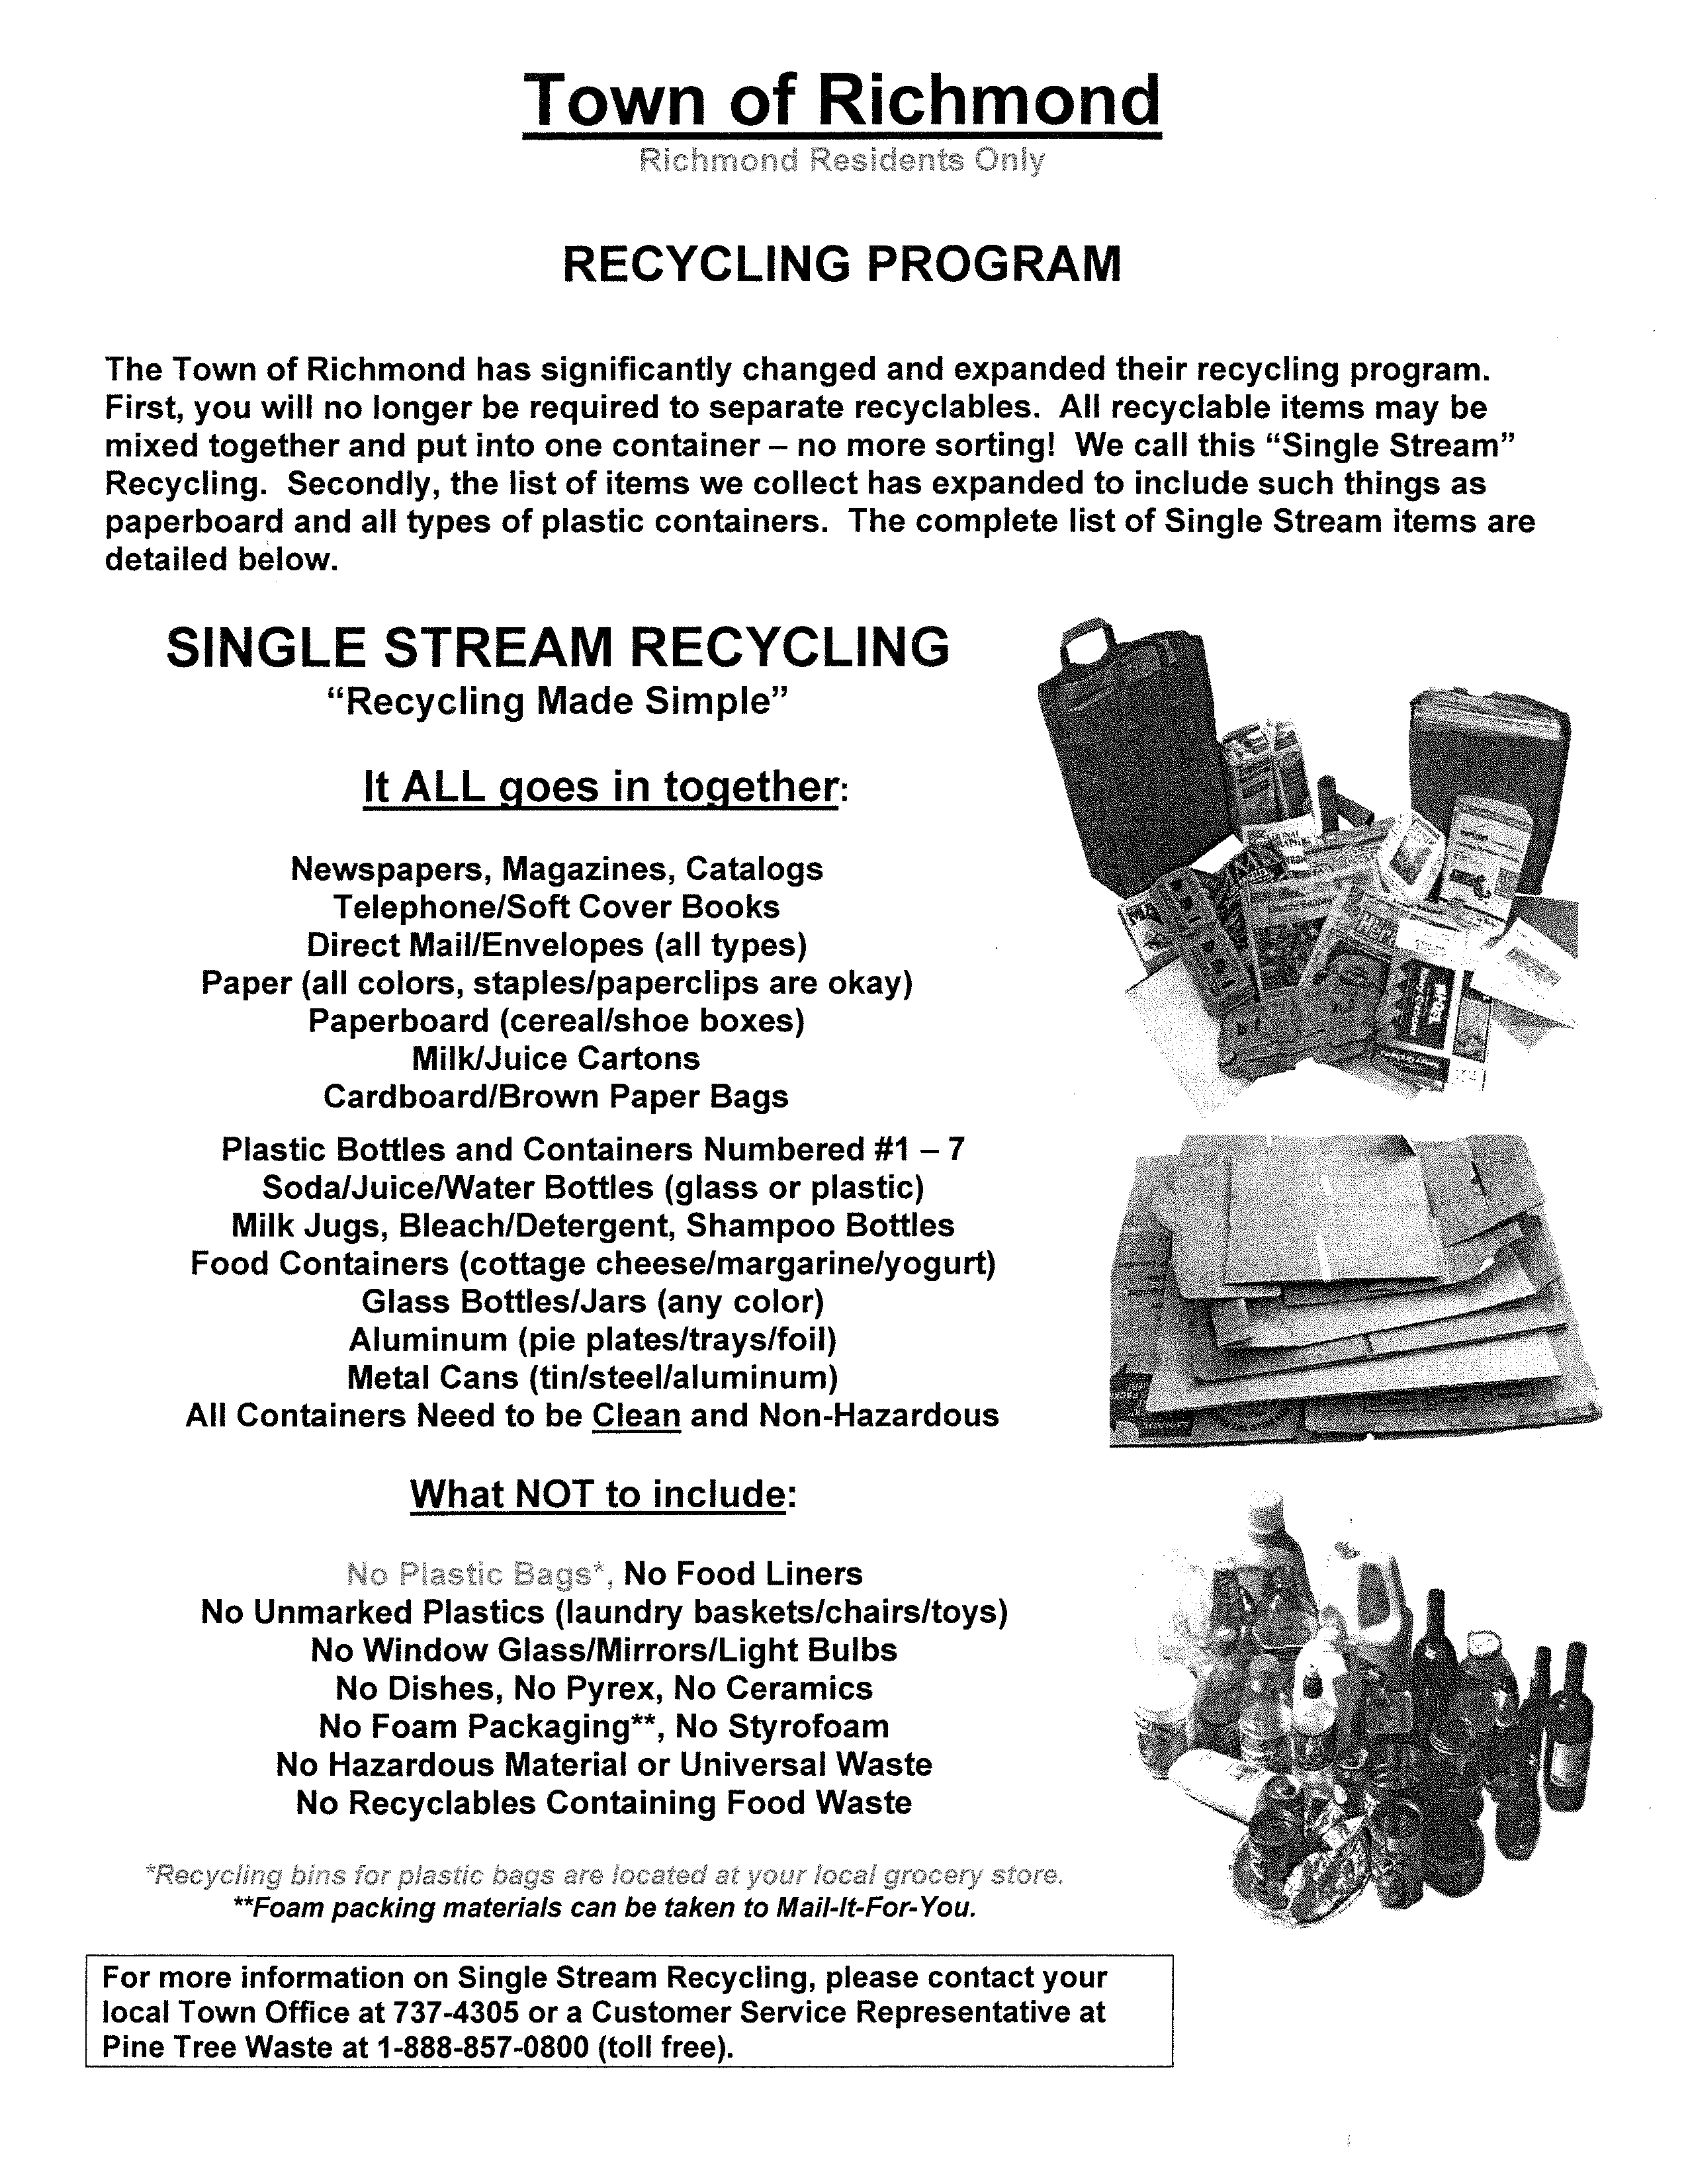 Town of Richmond
Richmond Residents Only
RECYCLING PROGRAM
The Town of Richmond has significantly changed and expanded their recycling program.
First, you will no longer be required to separate recyclables. All recyclable items may be
mixed together and put into one container – no more sorting! We call this “Single Stream”
Recycling. Secondly, the list of items we collect has expanded to include such things as
paperboard and all types of plastic containers. The complete list of Single Stream items are
detailed below.
SINGLE STREAM RECYCLING
“Recycling Made Simple”
It ALL goes in together:
Newspapers, Magazines, Catalogs
Telephone/Soft Cover Books
Direct Mail/Envelopes (all types)
Paper (all colors, staples/paperclips are okay)
Paperboard (cereal/shoe boxes)
Milk/Juice Cartons
Cardboard/Brown Paper Bags
Plastic Bottles and Containers Numbered #1 – 7
Soda/Juice/Water Bottles (glass or plastic)
Milk Jugs, Bleach/Detergent, Shampoo Bottles
Food Containers (cottage cheese/margarine/yogurt)
Glass Bottles/Jars (any color)
Aluminum (pie plates/trays/foil)
Metal Cans (tin/steel/aluminum)
All Containers Need to be Clean and Non-Hazardous
What NOT to include:
No Plastic Bags*, No Food Liners
No Unmarked Plastics (laundry baskets/chairs/toys)
No Window Glass/Mirrors/Light Bulbs
No Dishes, No Pyrex, No Ceramics
No Foam Packaging**, No Styrofoam
No Hazardous Material or Universal Waste
No Recyclables Containing Food Waste
*Recycling bins for plastic bags are located at your local grocery store.
**Foam packing materials can be taken to Mail-It-For-You.
For more information on Single Stream Recycling, please contact your
local Town Office at 737-4305 or a Customer Service Representative at
Pine Tree Waste at 1-888-857-0800 (toll free).